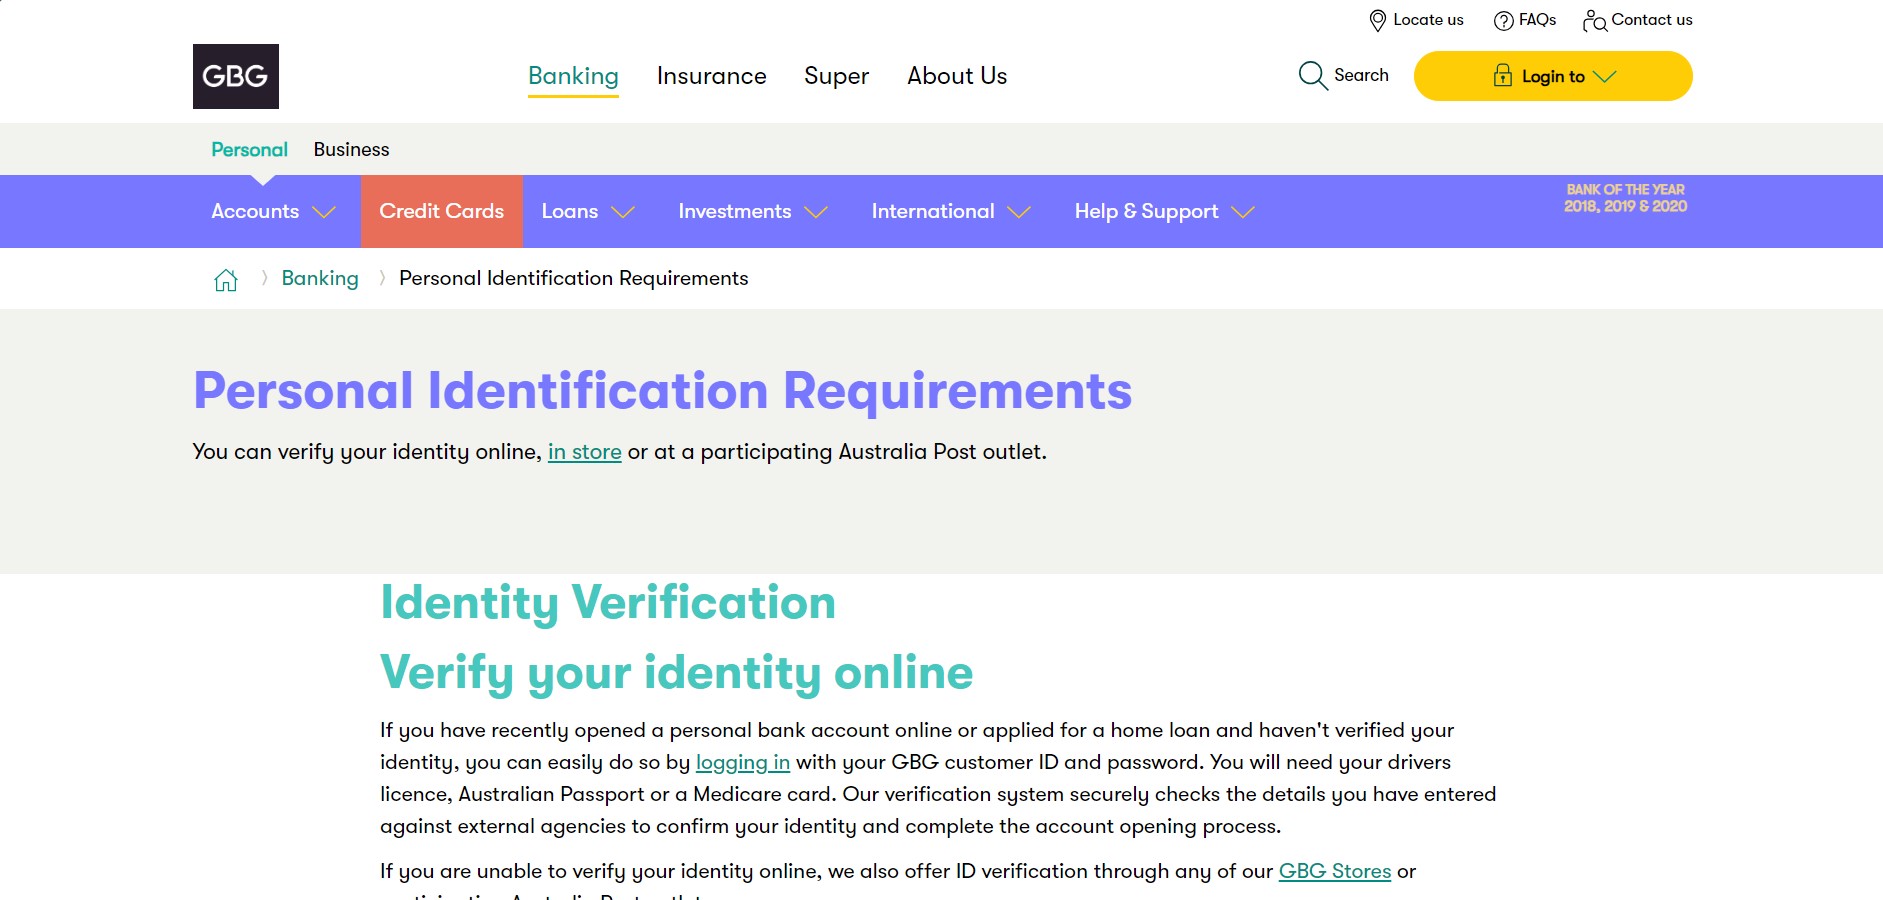 Locate us
FAQs
Contact us
GBG
Banking
Insurance
Super
About Us
Search
Login to
Personal
Business
Accounts
Credit Cards
Loans
Investments
International
Help & Support
BANK OF THE YEAR
2018, 2019 & 2020
Banking
Personal Identification Requirements
Personal Identification Requirements
You can verify your identity online, in store or at a participating Australia Post outlet.
Identity Verification
Verify your identity online
If you have recently opened a personal bank account online or applied for a home loan and haven't verified your
identity, you can easily do so by logging in with your GBG customer ID and password. You will need your drivers
licence, Australian Passport or a Medicare card. Our verification system securely checks the details you have entered
against external agencies to confirm your identity and complete the account opening process.
If you are unable to verify your identity online, we also offer ID verification through any of our GBG Stores or